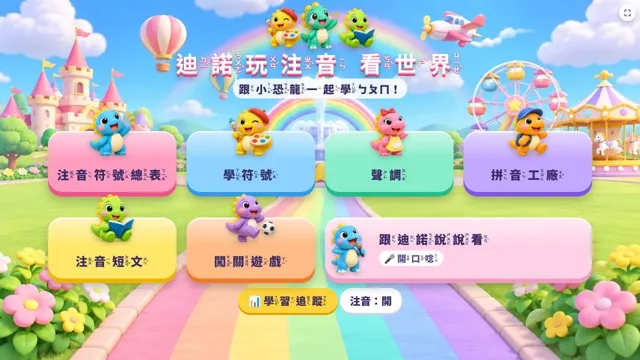 迪諾玩注音 看世界
跟小恐龍一起學ㄅㄆㄇ！
注音符號總表
學符號
聲調
拼音工廠
注音短文
闖關遊戲
跟迪諾說說看
開口唸
學習追蹤
注音：開